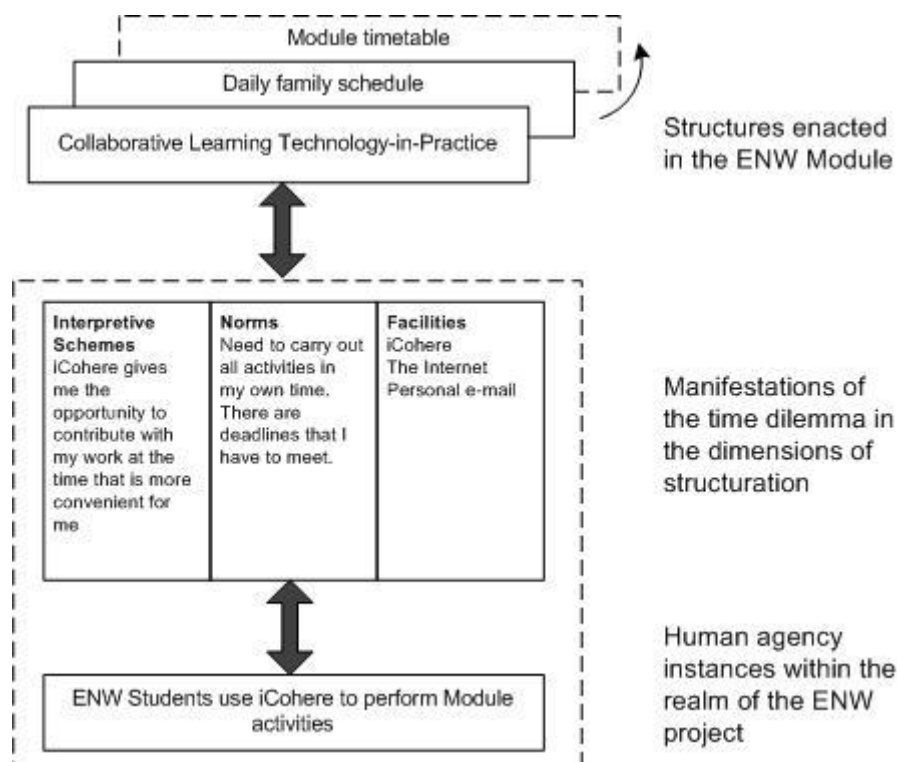 Module timetable
Daily family schedule
Collaborative Learning Technology-in-Practice
Structures enacted
in the ENW Module
Interpretive
Schemes
iCohere gives
me the
opportunity to
contribute with
my work at the
time that is more
convenient for
me
Norms
Need to carry out
all activities in
my own time.
There are
deadlines that I
have to meet.
Facilities
iCohere
The Internet
Personal e-mail
Manifestations of
the time dilemma in
the dimensions of
structuration
ENW Students use iCohere to perform Module
activities
Human agency
instances within the
realm of the ENW
project